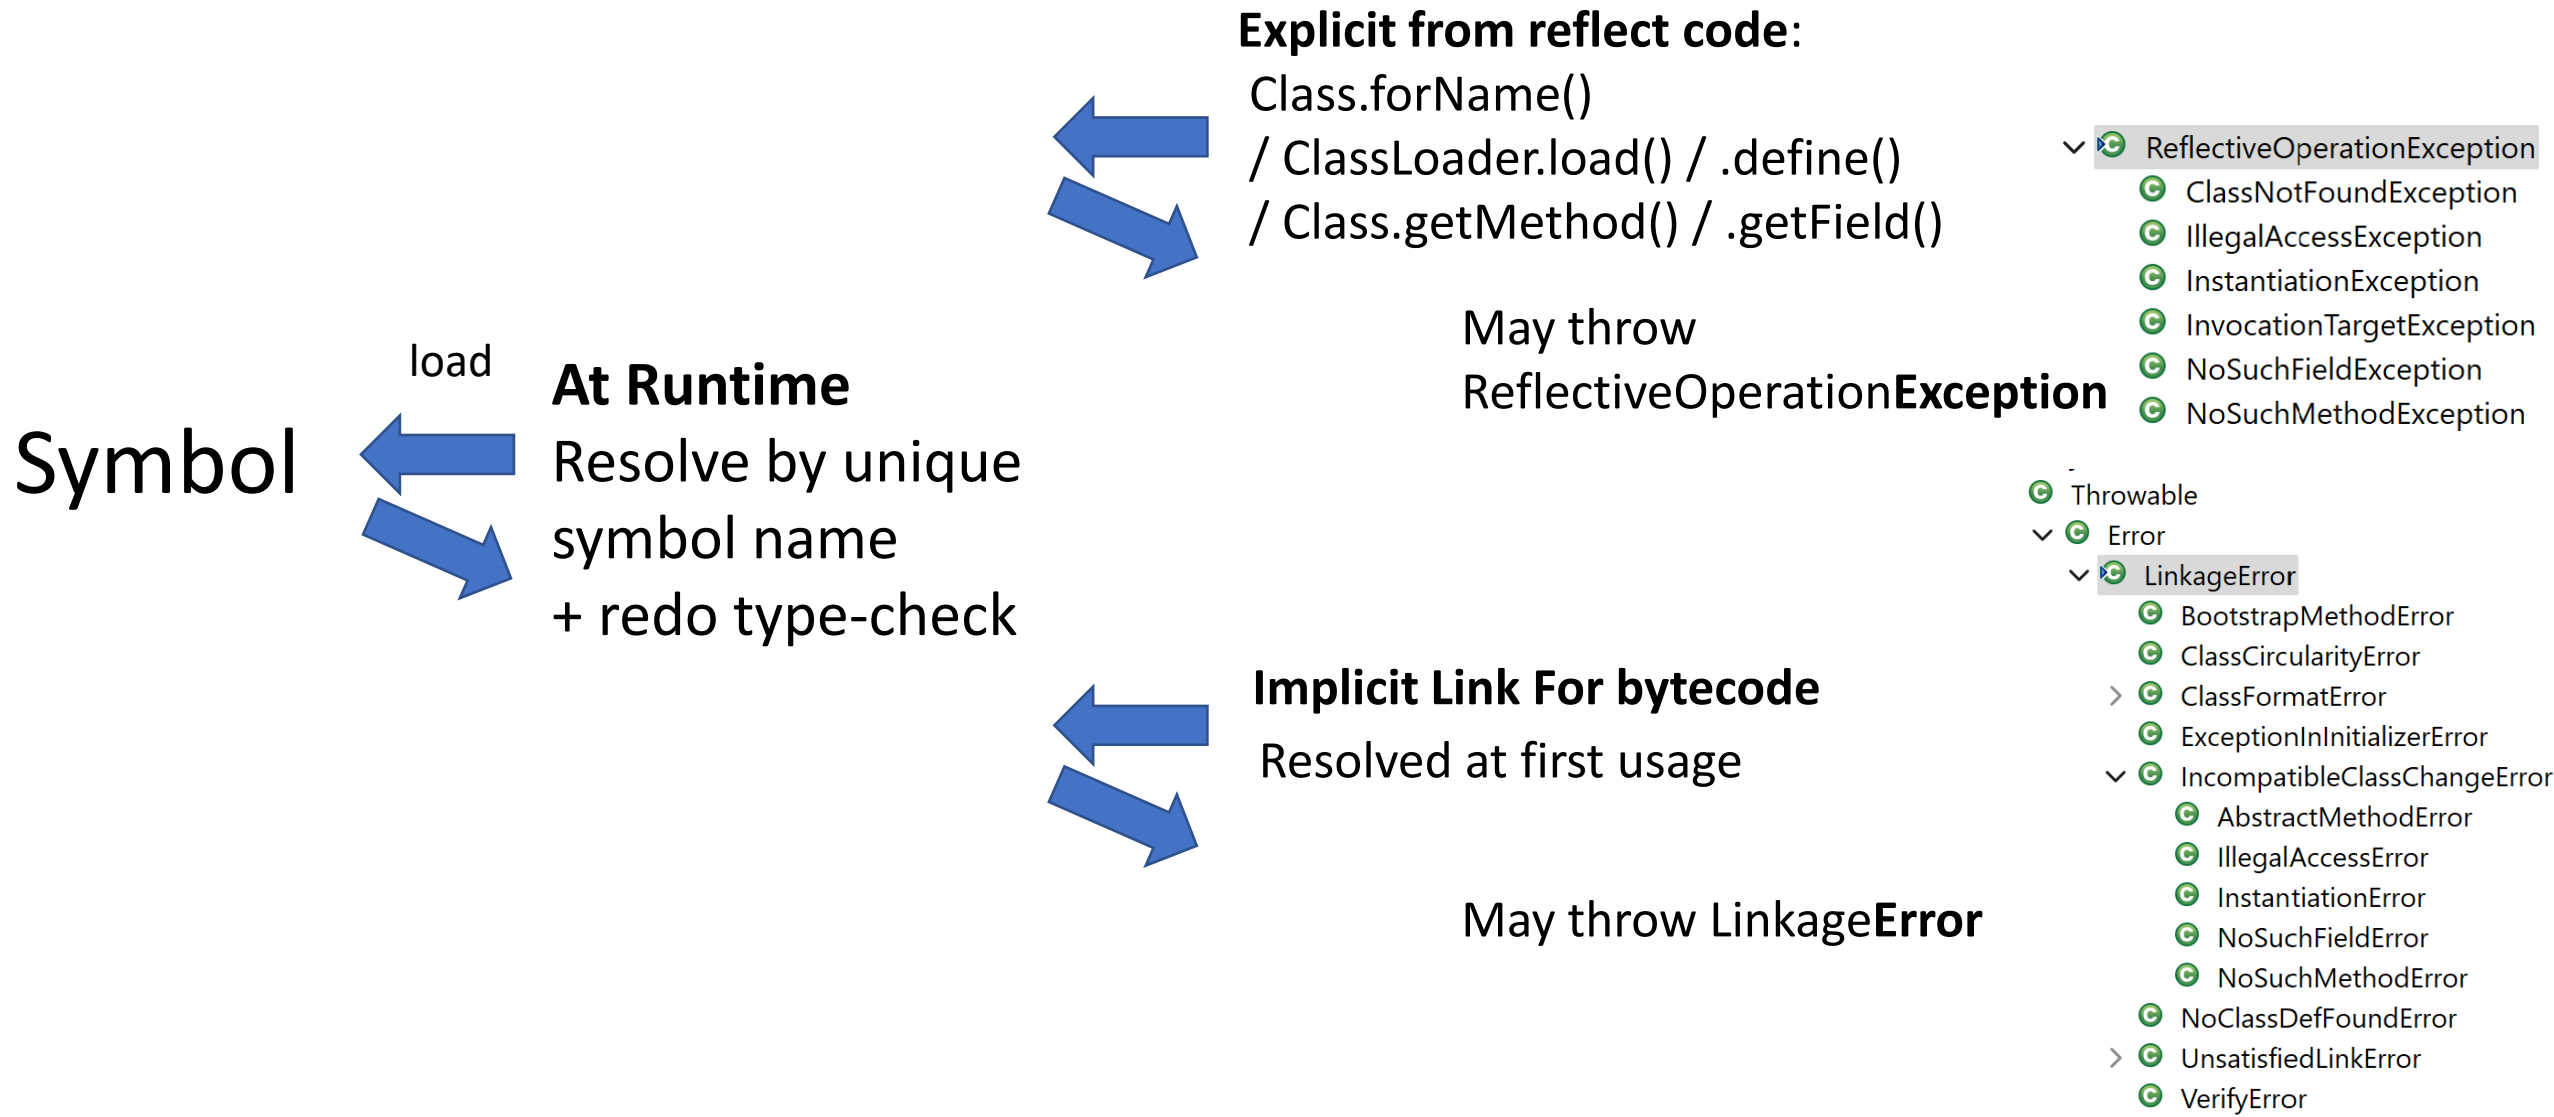 Explicit from reflect code:
Class.forName()
/ ClassLoader.load() / .define()
/ Class.getMethod() / .getField()
May throw
ReflectiveOperationException
ReflectiveOperationException
ClassNotFoundException
IllegalAccessException
InstantiationException
InvocationTargetException
NoSuchFieldException
NoSuchMethodException
load
Symbol
At Runtime
Resolve by unique
symbol name
+ redo type-check
Implicit Link For bytecode
Resolved at first usage
May throw LinkageError
Throwable
Error
LinkageError
BootstrapMethodError
ClassCircularityError
ClassFormatError
ExceptionInInitializerError
IncompatibleClassChangeError
AbstractMethodError
IllegalAccessError
InstantiationError
NoSuchFieldError
NoSuchMethodError
NoClassDefFoundError
UnsatisfiedLinkError
VerifyError